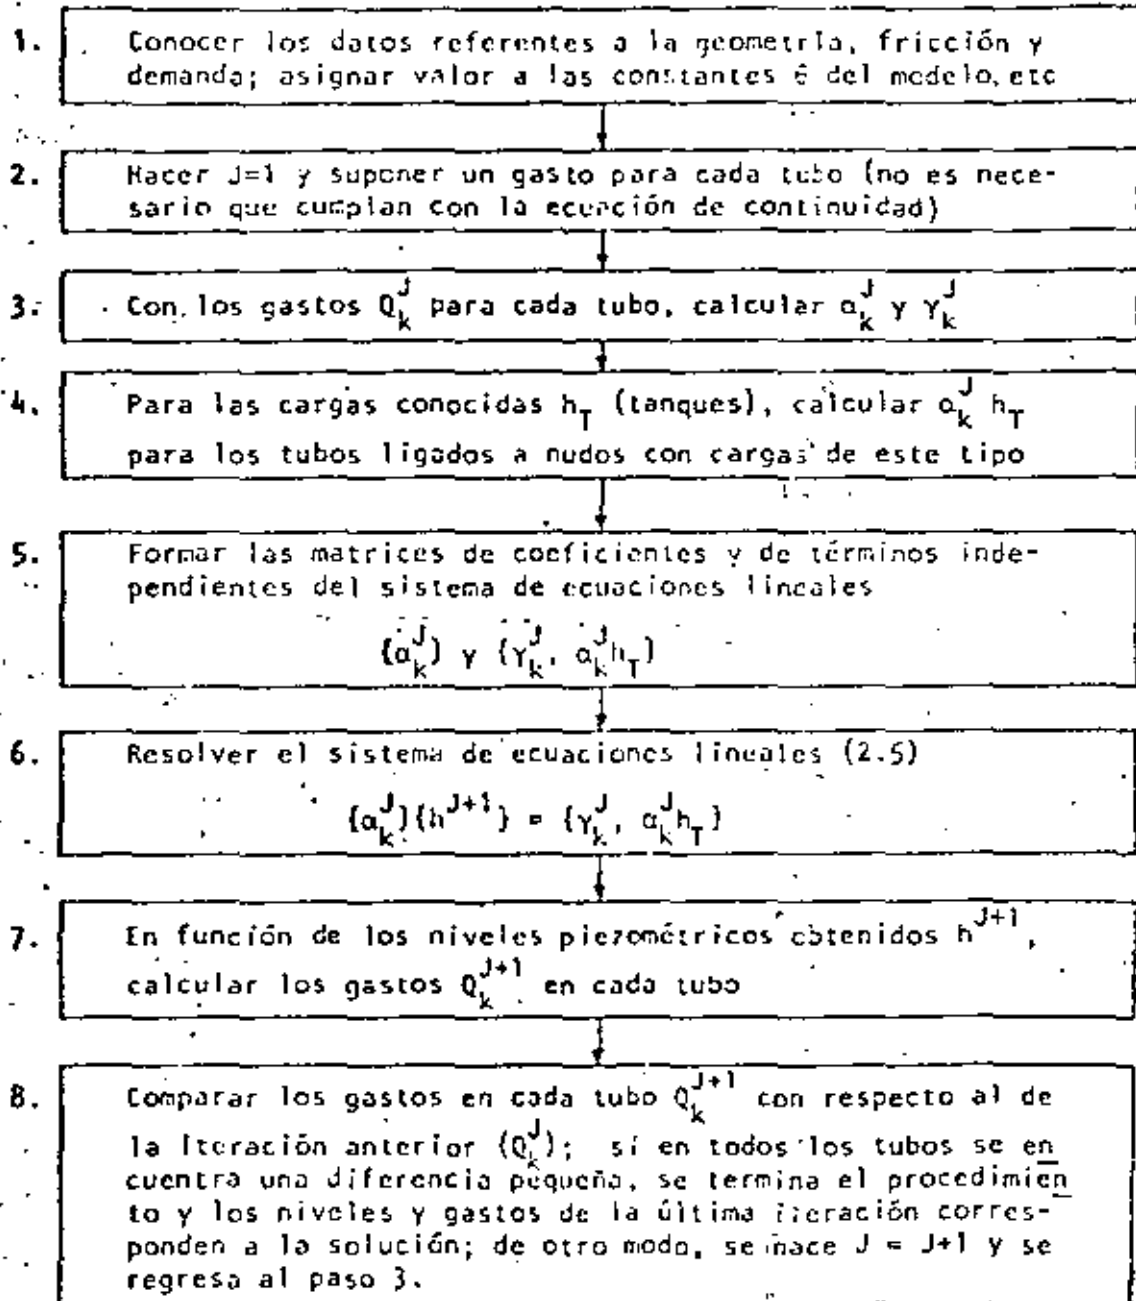 1. Conocer los datos referentes a la geometría, fricción y
demanda; asignar valor a las constantes del modelo, etc
2. Hacer J=1 y suponer un gasto para cada tubo (no es nece-
sario que cumplan con la ecuación de continuidad)
3. Con los gastos Q_k^J para cada tubo, calcular α_k^J y γ_k^J
4. Para las cargas conocidas h_T (tanques), calcular α_k^J h_T
para los tubos ligados a nudos con cargas de este tipo
5. Formar las matrices de coeficientes y de términos inde-
pendientes del sistema de ecuaciones lineales
{α_k^J} y {γ_k^J, α_k^J h_T}
6. Resolver el sistema de ecuaciones lineales (2.5)
{α_k^J}{h^{J+1}} = {γ_k^J, α_k^J h_T}
7. En función de los niveles piezométricos obtenidos h^{J+1},
calcular los gastos Q_k^{J+1} en cada tubo
8. Comparar los gastos en cada tubo Q_k^{J+1} con respecto al de
la iteración anterior (Q_k^J); sí en todos los tubos se en
cuentra una diferencia pequeña, se termina el procedimien
to y los niveles y gastos de la última iteración corres-
ponden a la solución; de otro modo, se hace J = J+1 y se
regresa al paso 3.